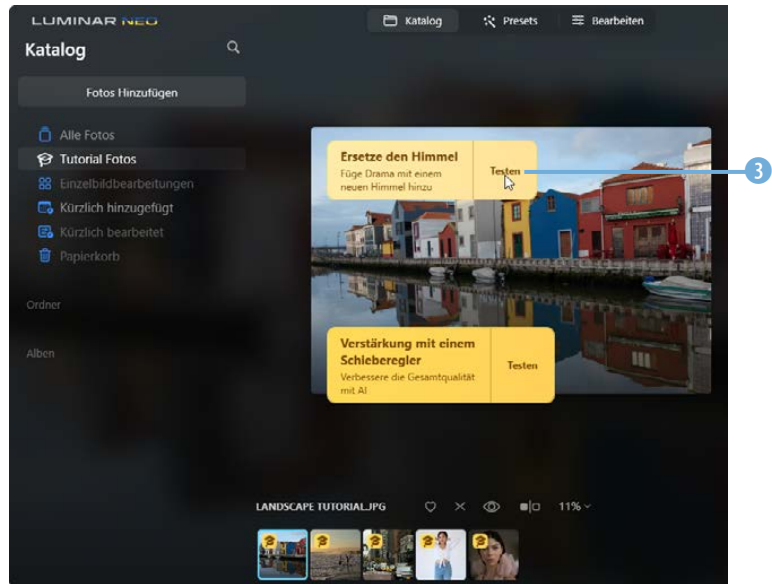 LUMINAR NEO
Katalog
Presets
Bearbeiten
Katalog
Fotos Hinzufügen
Alle Fotos
Tutorial Fotos
Einzelbildbearbeitungen
Kürzlich hinzugefügt
Kürzlich bearbeitet
Papierkorb
Ordner
Alben
Ersetze den Himmel
Füge Drama mit einem
neuen Himmel hinzu
Testen
3
Verstärkung mit einem
Schieberegler
Verbessere die Gesamtqualität
mit AI
Testen
LANDSCAPE TUTORIAL.JPG
11%